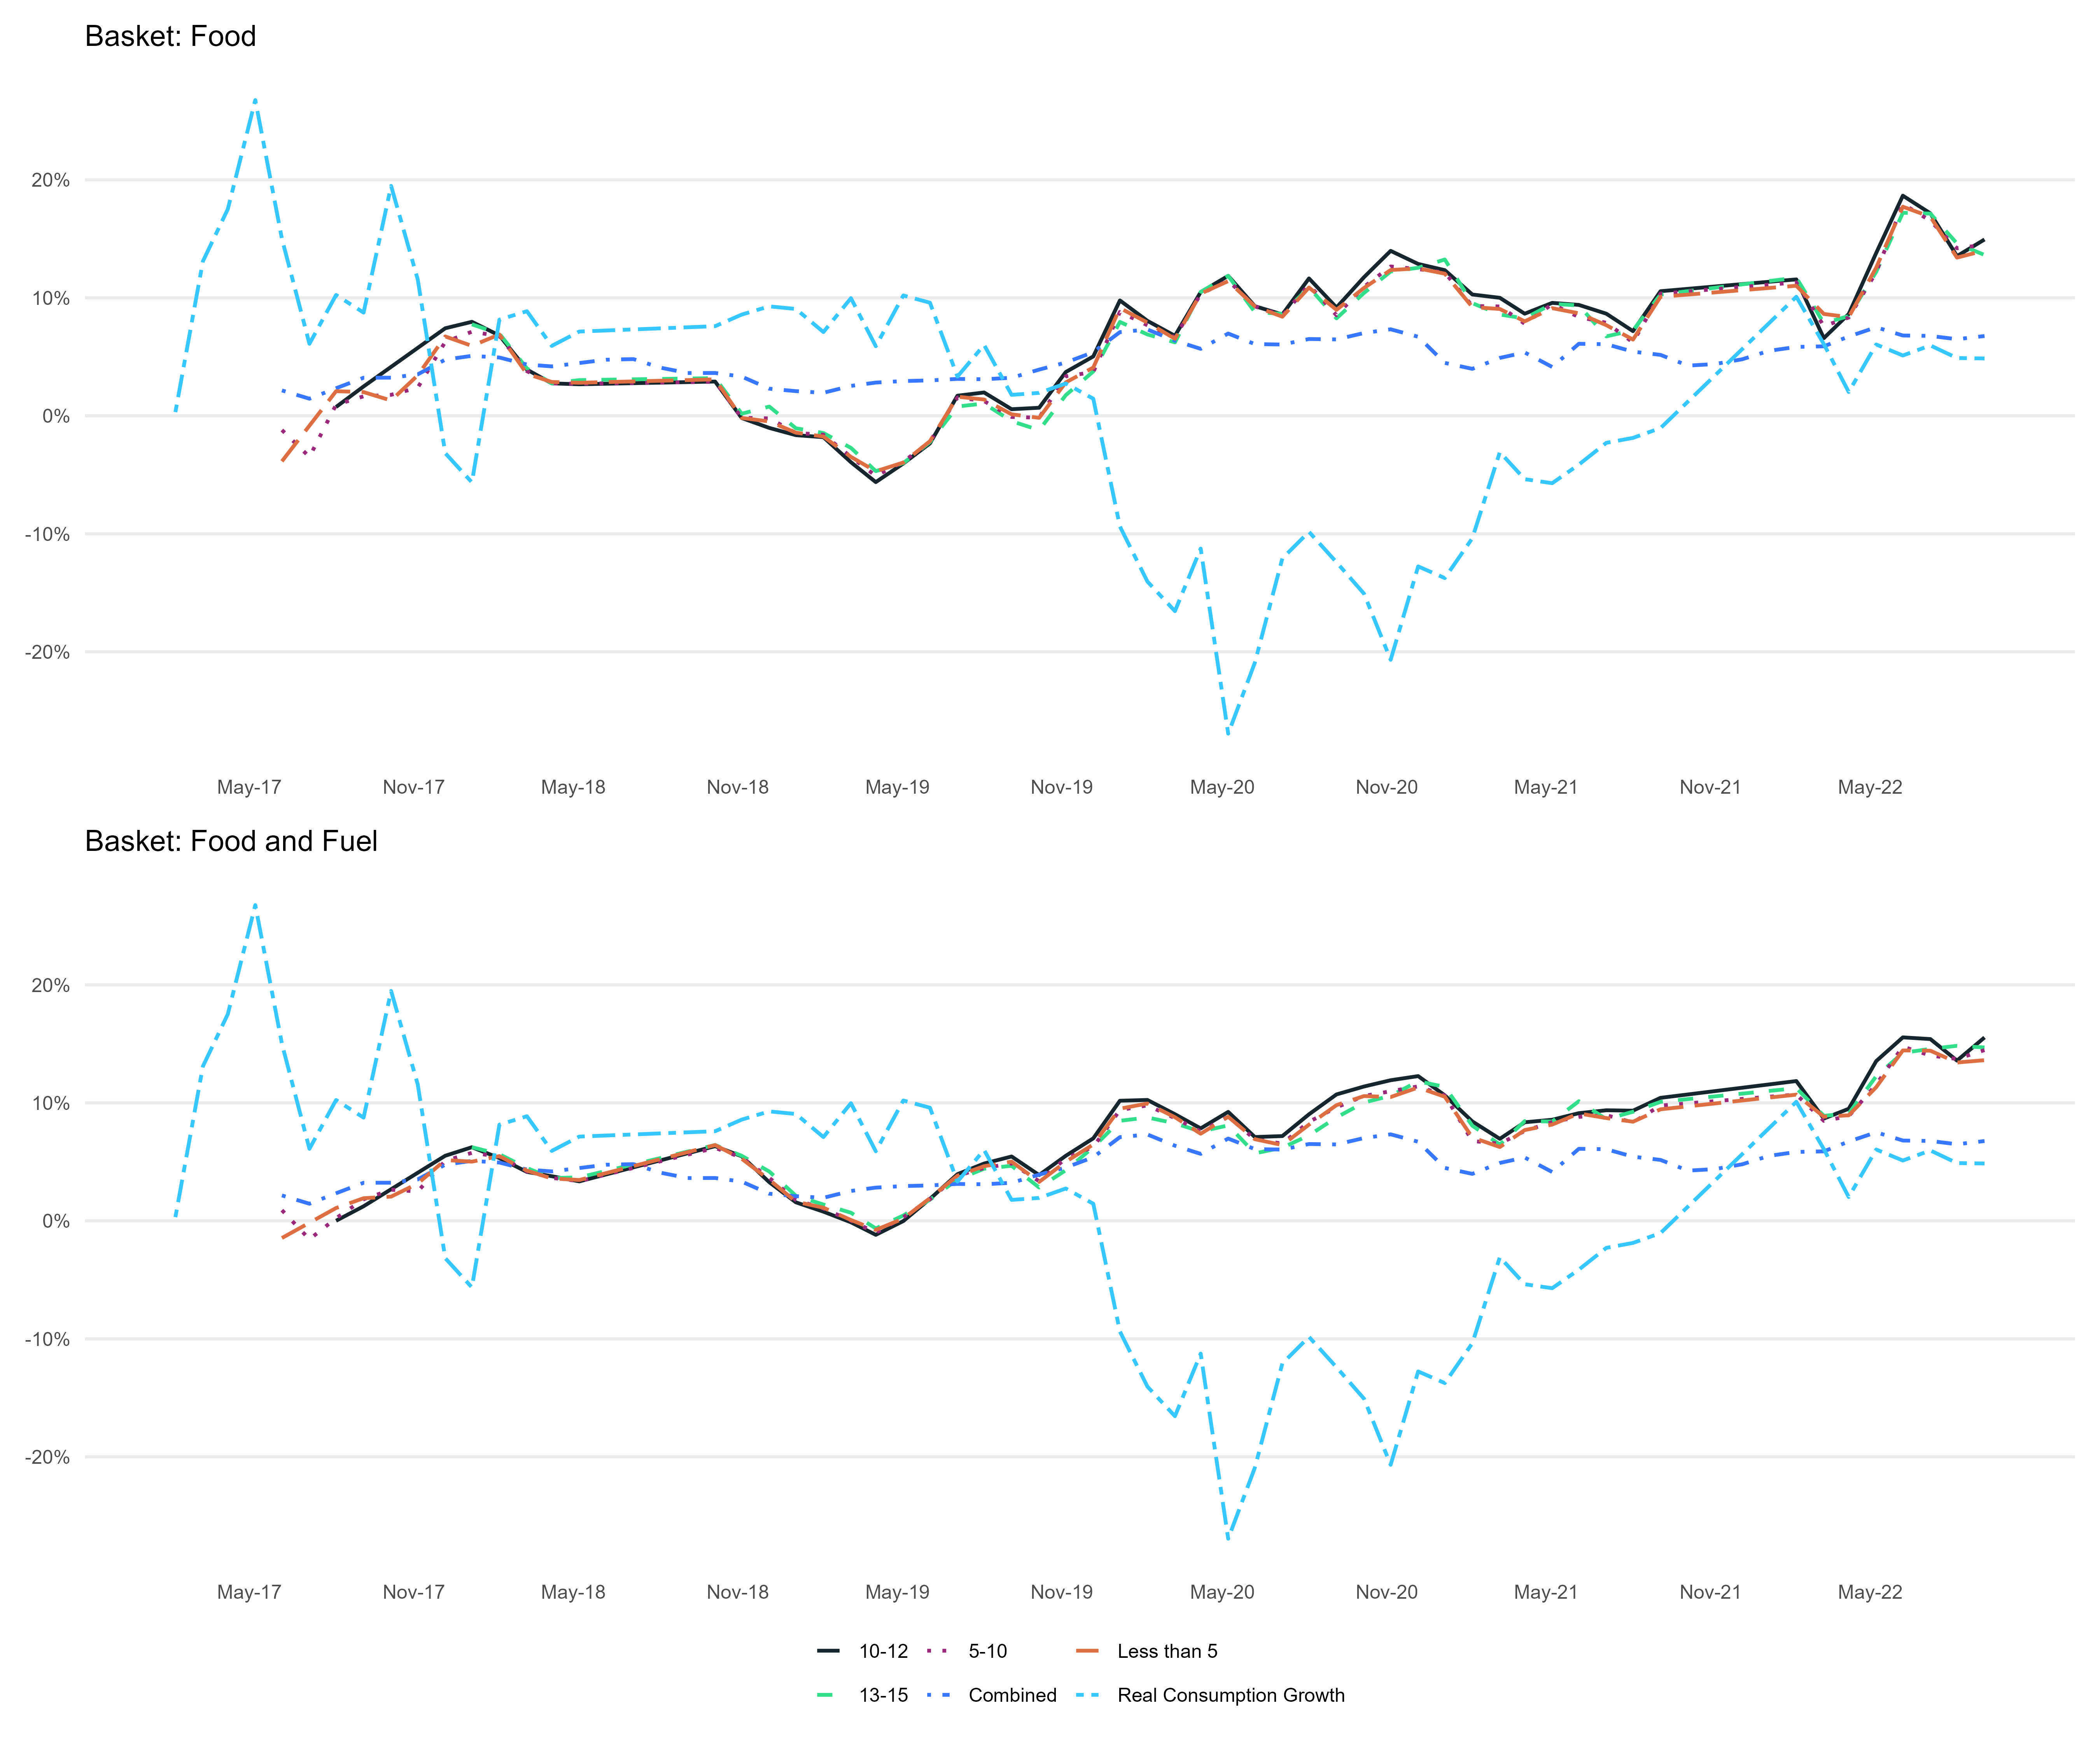 Basket: Food
20%
10%
0%
-10%
-20%
May-17 Nov-17 May-18 Nov-18 May-19 Nov-19 May-20 Nov-20 May-21 Nov-21 May-22
Basket: Food and Fuel
20%
10%
0%
-10%
-20%
May-17 Nov-17 May-18 Nov-18 May-19 Nov-19 May-20 Nov-20 May-21 Nov-21 May-22
10-12 5-10 Less than 5
13-15 Combined Real Consumption Growth